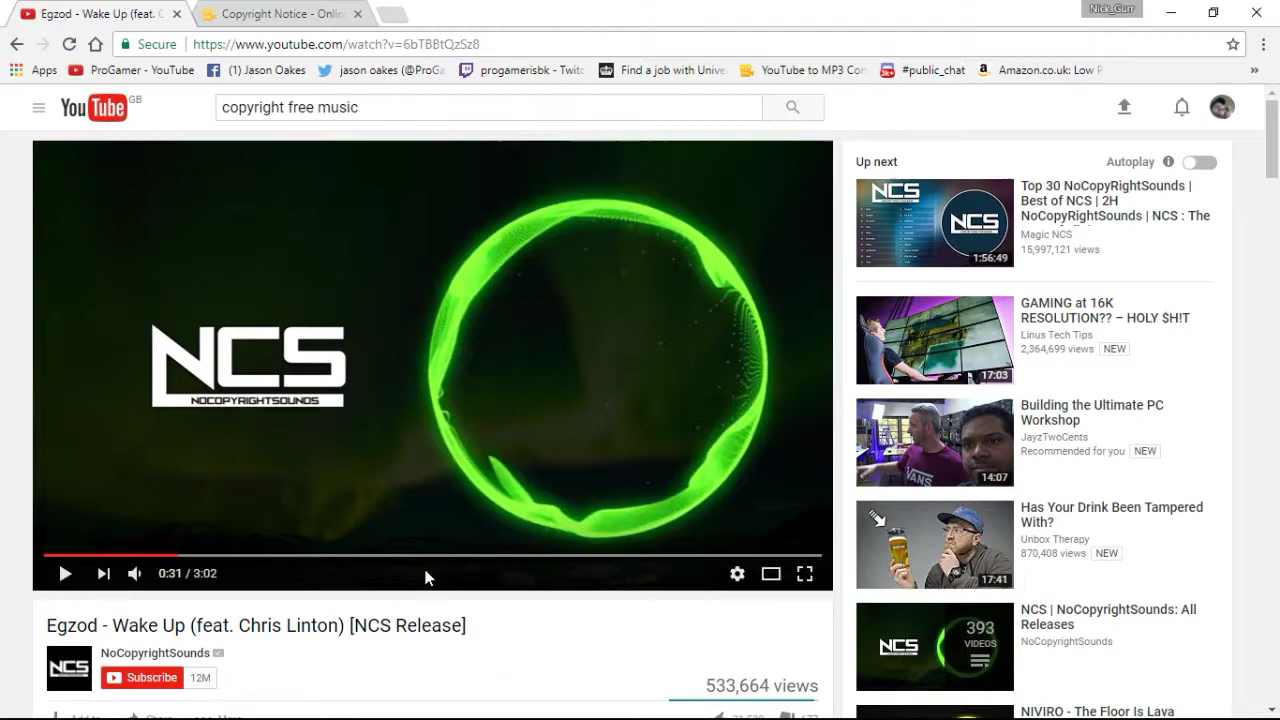 Egzod - Wake Up (feat. C
Copyright Notice - Onlin
Nick_Gurr
Secure
https://www.youtube.com/watch?v=6bTBBtQzSz8
Apps
ProGamer - YouTube
(1) Jason Oakes
jason oakes (@ProGa
progamerisbk - Twitc
Find a job with Unive
YouTube to MP3 Con
3K+
#public_chat
Amazon.co.uk: Low P
YouTube GB
copyright free music
NCS
NOCOPYRIGHTSOUNDS
0:31 / 3:02
Egzod - Wake Up (feat. Chris Linton) [NCS Release]
NCS
NoCopyrightSounds
Subscribe 12M
533,664 views
Up next
Autoplay
NCS
NCS
1:56:49
Top 30 NoCopyRightSounds |
Best of NCS | 2H
NoCopyrightSounds | NCS : The
Magic NCS
15,997,121 views
17:03
GAMING at 16K
RESOLUTION?? – HOLY $H!T
Linus Tech Tips
2,364,699 views NEW
VANS
14:07
Building the Ultimate PC
Workshop
JayzTwoCents
Recommended for you NEW
17:41
Has Your Drink Been Tampered
With?
Unbox Therapy
870,408 views NEW
NCS
393
VIDEOS
NCS | NoCopyrightSounds: All
Releases
NoCopyrightSounds
NIVIRO - The Floor Is Lava